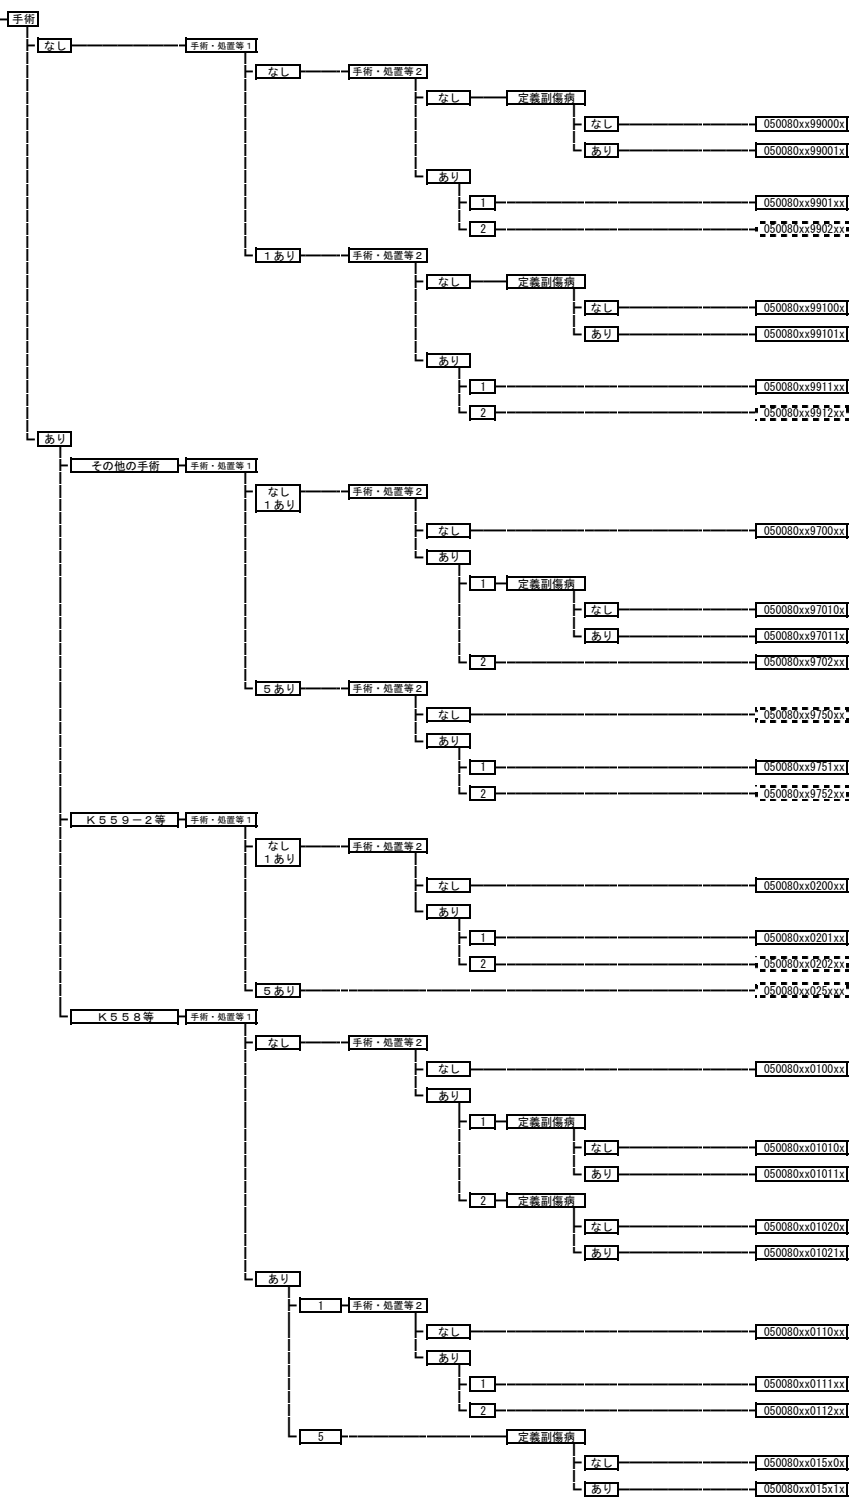 手術
なし 手術・処置等1
なし 手術・処置等2
なし 定義副傷病
なし 050080xx99000x
あり 050080xx99001x
あり
1 050080xx9901xx
2 050080xx9902xx
1あり 手術・処置等2
なし 定義副傷病
なし 050080xx99100x
あり 050080xx99101x
あり
1 050080xx9911xx
2 050080xx9912xx
あり
その他の手術 手術・処置等1
なし 手術・処置等2
1あり
なし 050080xx9700xx
あり
1 定義副傷病
なし 050080xx97010x
あり 050080xx97011x
2 050080xx9702xx
5あり 手術・処置等2
なし 050080xx9750xx
あり
1 050080xx9751xx
2 050080xx9752xx
K559-2等 手術・処置等1
なし 手術・処置等2
1あり
なし 050080xx0200xx
あり
1 050080xx0201xx
2 050080xx0202xx
5あり 050080xx025xxx
K558等 手術・処置等1
なし 手術・処置等2
なし 050080xx0100xx
あり
1 定義副傷病
なし 050080xx01010x
あり 050080xx01011x
2 定義副傷病
なし 050080xx01020x
あり 050080xx01021x
あり
1 手術・処置等2
なし 050080xx0110xx
あり
1 050080xx0111xx
2 050080xx0112xx
5 定義副傷病
なし 050080xx015x0x
あり 050080xx015x1x